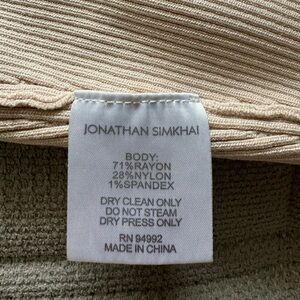 JONATHAN SIMKHAI
BODY:
71%RAYON
28%NYLON
1%SPANDEX
DRY CLEAN ONLY
DO NOT STEAM
DRY PRESS ONLY
RN 94992
MADE IN CHINA